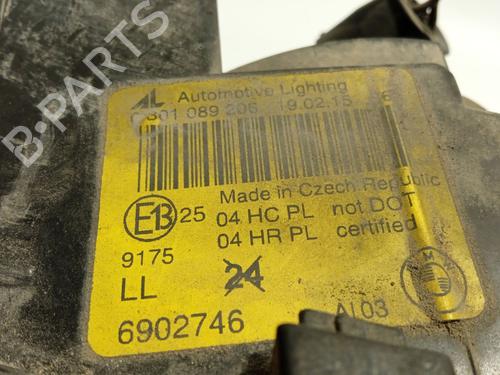 AL Automotive Lighting
0301 089 206 19.02.15
Made in Czech Republic
E13 25 04 HC PL not DOT
9175 04 HR PL certified
LL 24
6902746 AL03
BMW
B-PARTS